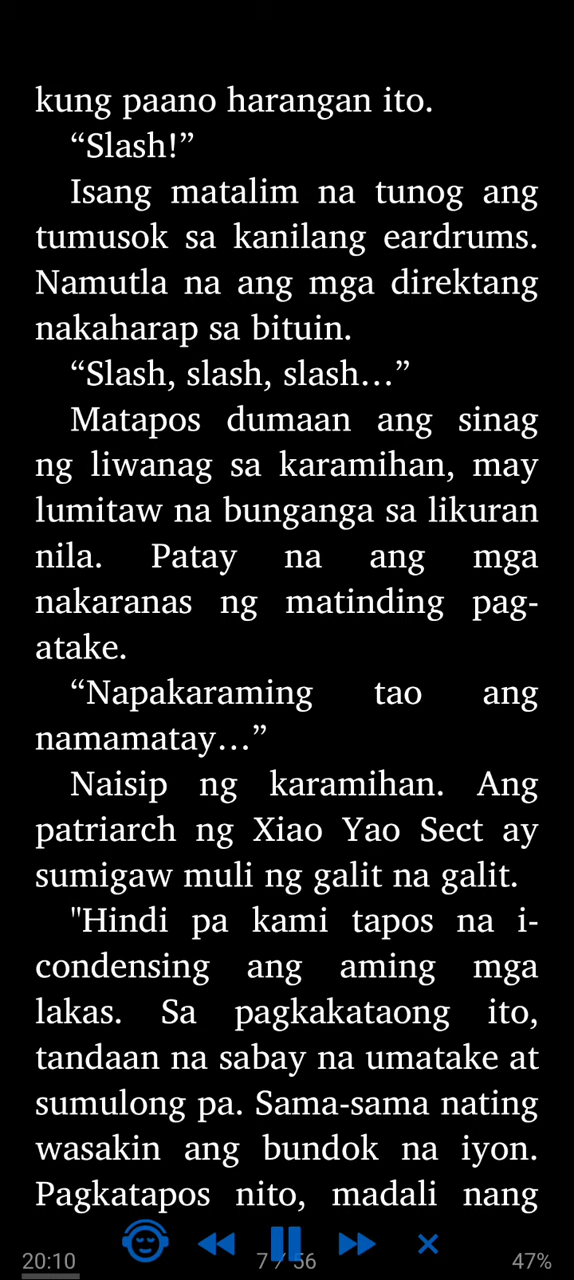 kung paano harangan ito.
“Slash!”
Isang matalim na tunog ang
tumusok sa kanilang eardrums.
Namutla na ang mga direktang
nakaharap sa bituin.
“Slash, slash, slash…”
Matapos dumaan ang sinag
ng liwanag sa karamihan, may
lumitaw na bunganga sa likuran
nila. Patay na ang mga
nakaranas ng matinding pag-
atake.
“Napakaraming tao ang
namamatay…”
Naisip ng karamihan. Ang
patriarch ng Xiao Yao Sect ay
sumigaw muli ng galit na galit.
"Hindi pa kami tapos na i-
condensing ang aming mga
lakas. Sa pagkakataong ito,
tandaan na sabay na umatake at
sumulong pa. Sama-sama nating
wasakin ang bundok na iyon.
Pagkatapos nito, madali nang
20:10 7 / 56 47%